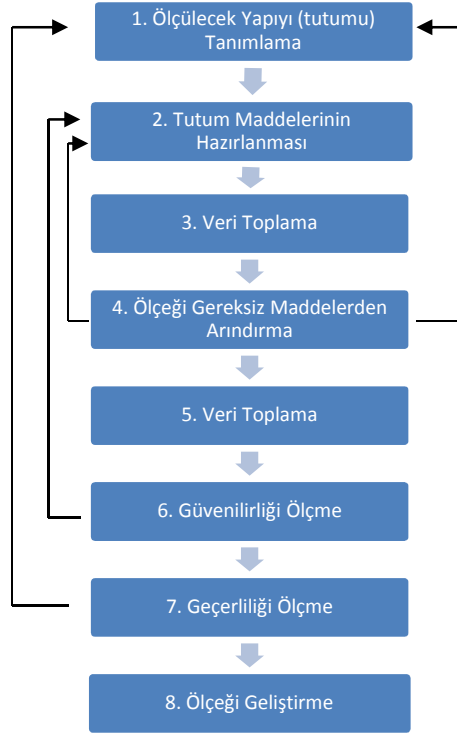 1. Ölçülecek Yapıyı (tutumu)
Tanımlama
2. Tutum Maddelerinin
Hazırlanması
3. Veri Toplama
4. Ölçeği Gereksiz Maddelerden
Arındırma
5. Veri Toplama
6. Güvenilirliği Ölçme
7. Geçerliliği Ölçme
8. Ölçeği Geliştirme